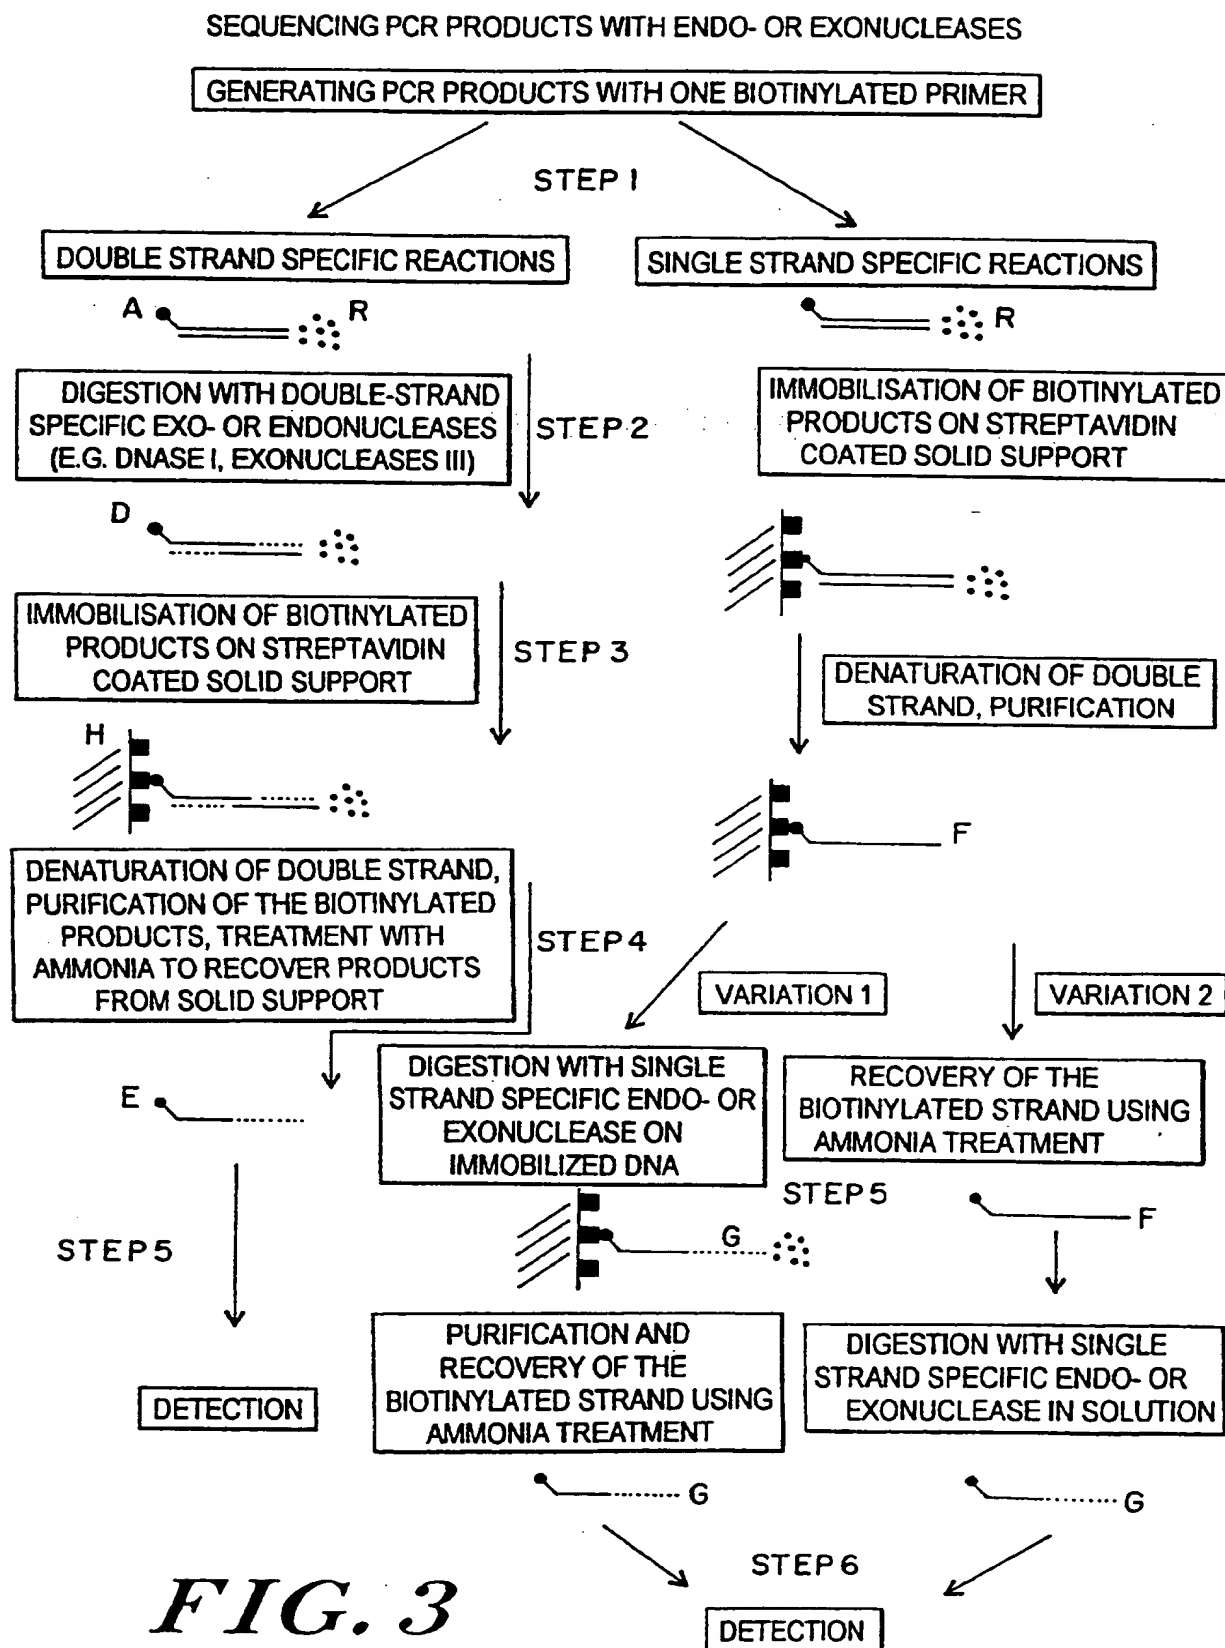 SEQUENCING PCR PRODUCTS WITH ENDO- OR EXONUCLEASES
GENERATING PCR PRODUCTS WITH ONE BIOTINYLATED PRIMER
STEP 1
DOUBLE STRAND SPECIFIC REACTIONS
SINGLE STRAND SPECIFIC REACTIONS
A
R
R
DIGESTION WITH DOUBLE-STRAND
SPECIFIC EXO- OR ENDONUCLEASES
(E.G. DNASE I, EXONUCLEASES III)
STEP 2
IMMOBILISATION OF BIOTINYLATED
PRODUCTS ON STREPTAVIDIN
COATED SOLID SUPPORT
D
IMMOBILISATION OF BIOTINYLATED
PRODUCTS ON STREPTAVIDIN
COATED SOLID SUPPORT
STEP 3
DENATURATION OF DOUBLE
STRAND, PURIFICATION
H
F
DENATURATION OF DOUBLE STRAND,
PURIFICATION OF THE BIOTINYLATED
PRODUCTS, TREATMENT WITH
AMMONIA TO RECOVER PRODUCTS
FROM SOLID SUPPORT
STEP 4
VARIATION 1
VARIATION 2
E
DIGESTION WITH SINGLE
STRAND SPECIFIC ENDO- OR
EXONUCLEASE ON
IMMOBILIZED DNA
RECOVERY OF THE
BIOTINYLATED STRAND USING
AMMONIA TREATMENT
STEP 5
STEP 5
G
F
PURIFICATION AND
RECOVERY OF THE
BIOTINYLATED STRAND USING
AMMONIA TREATMENT
DIGESTION WITH SINGLE
STRAND SPECIFIC ENDO- OR
EXONUCLEASE IN SOLUTION
DETECTION
G
G
STEP 6
DETECTION
FIG. 3